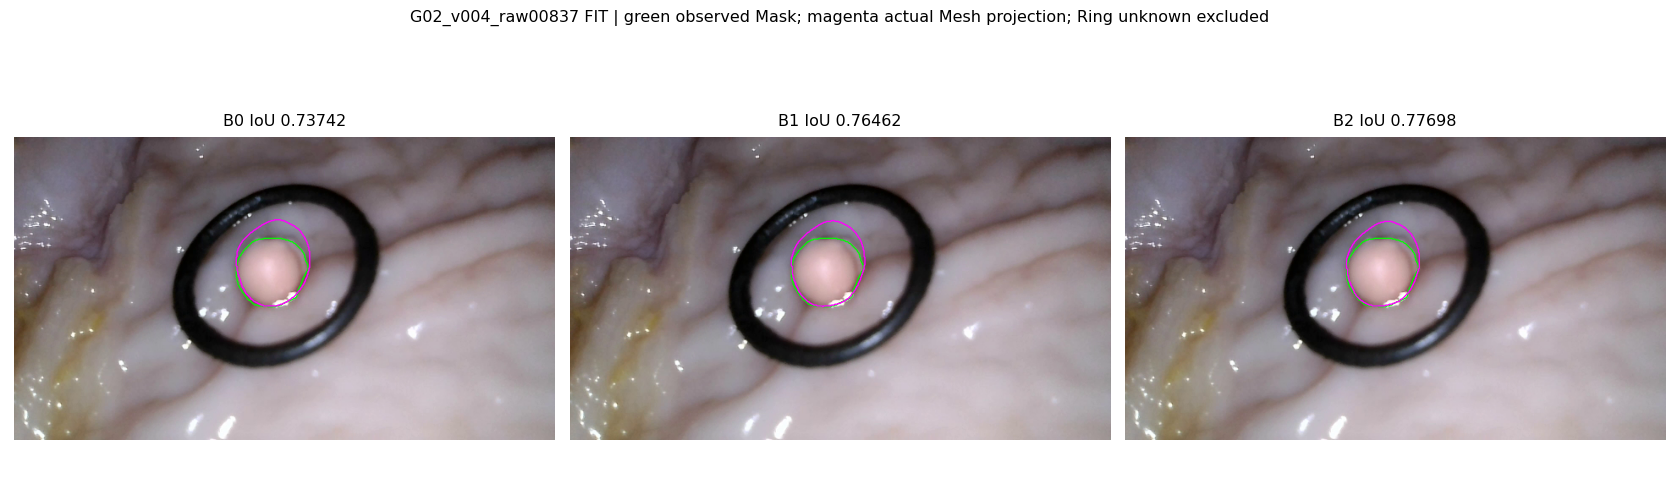 G02_v004_raw00837 FIT | green observed Mask; magenta actual Mesh projection; Ring unknown excluded
B0 IoU 0.73742
B1 IoU 0.76462
B2 IoU 0.77698